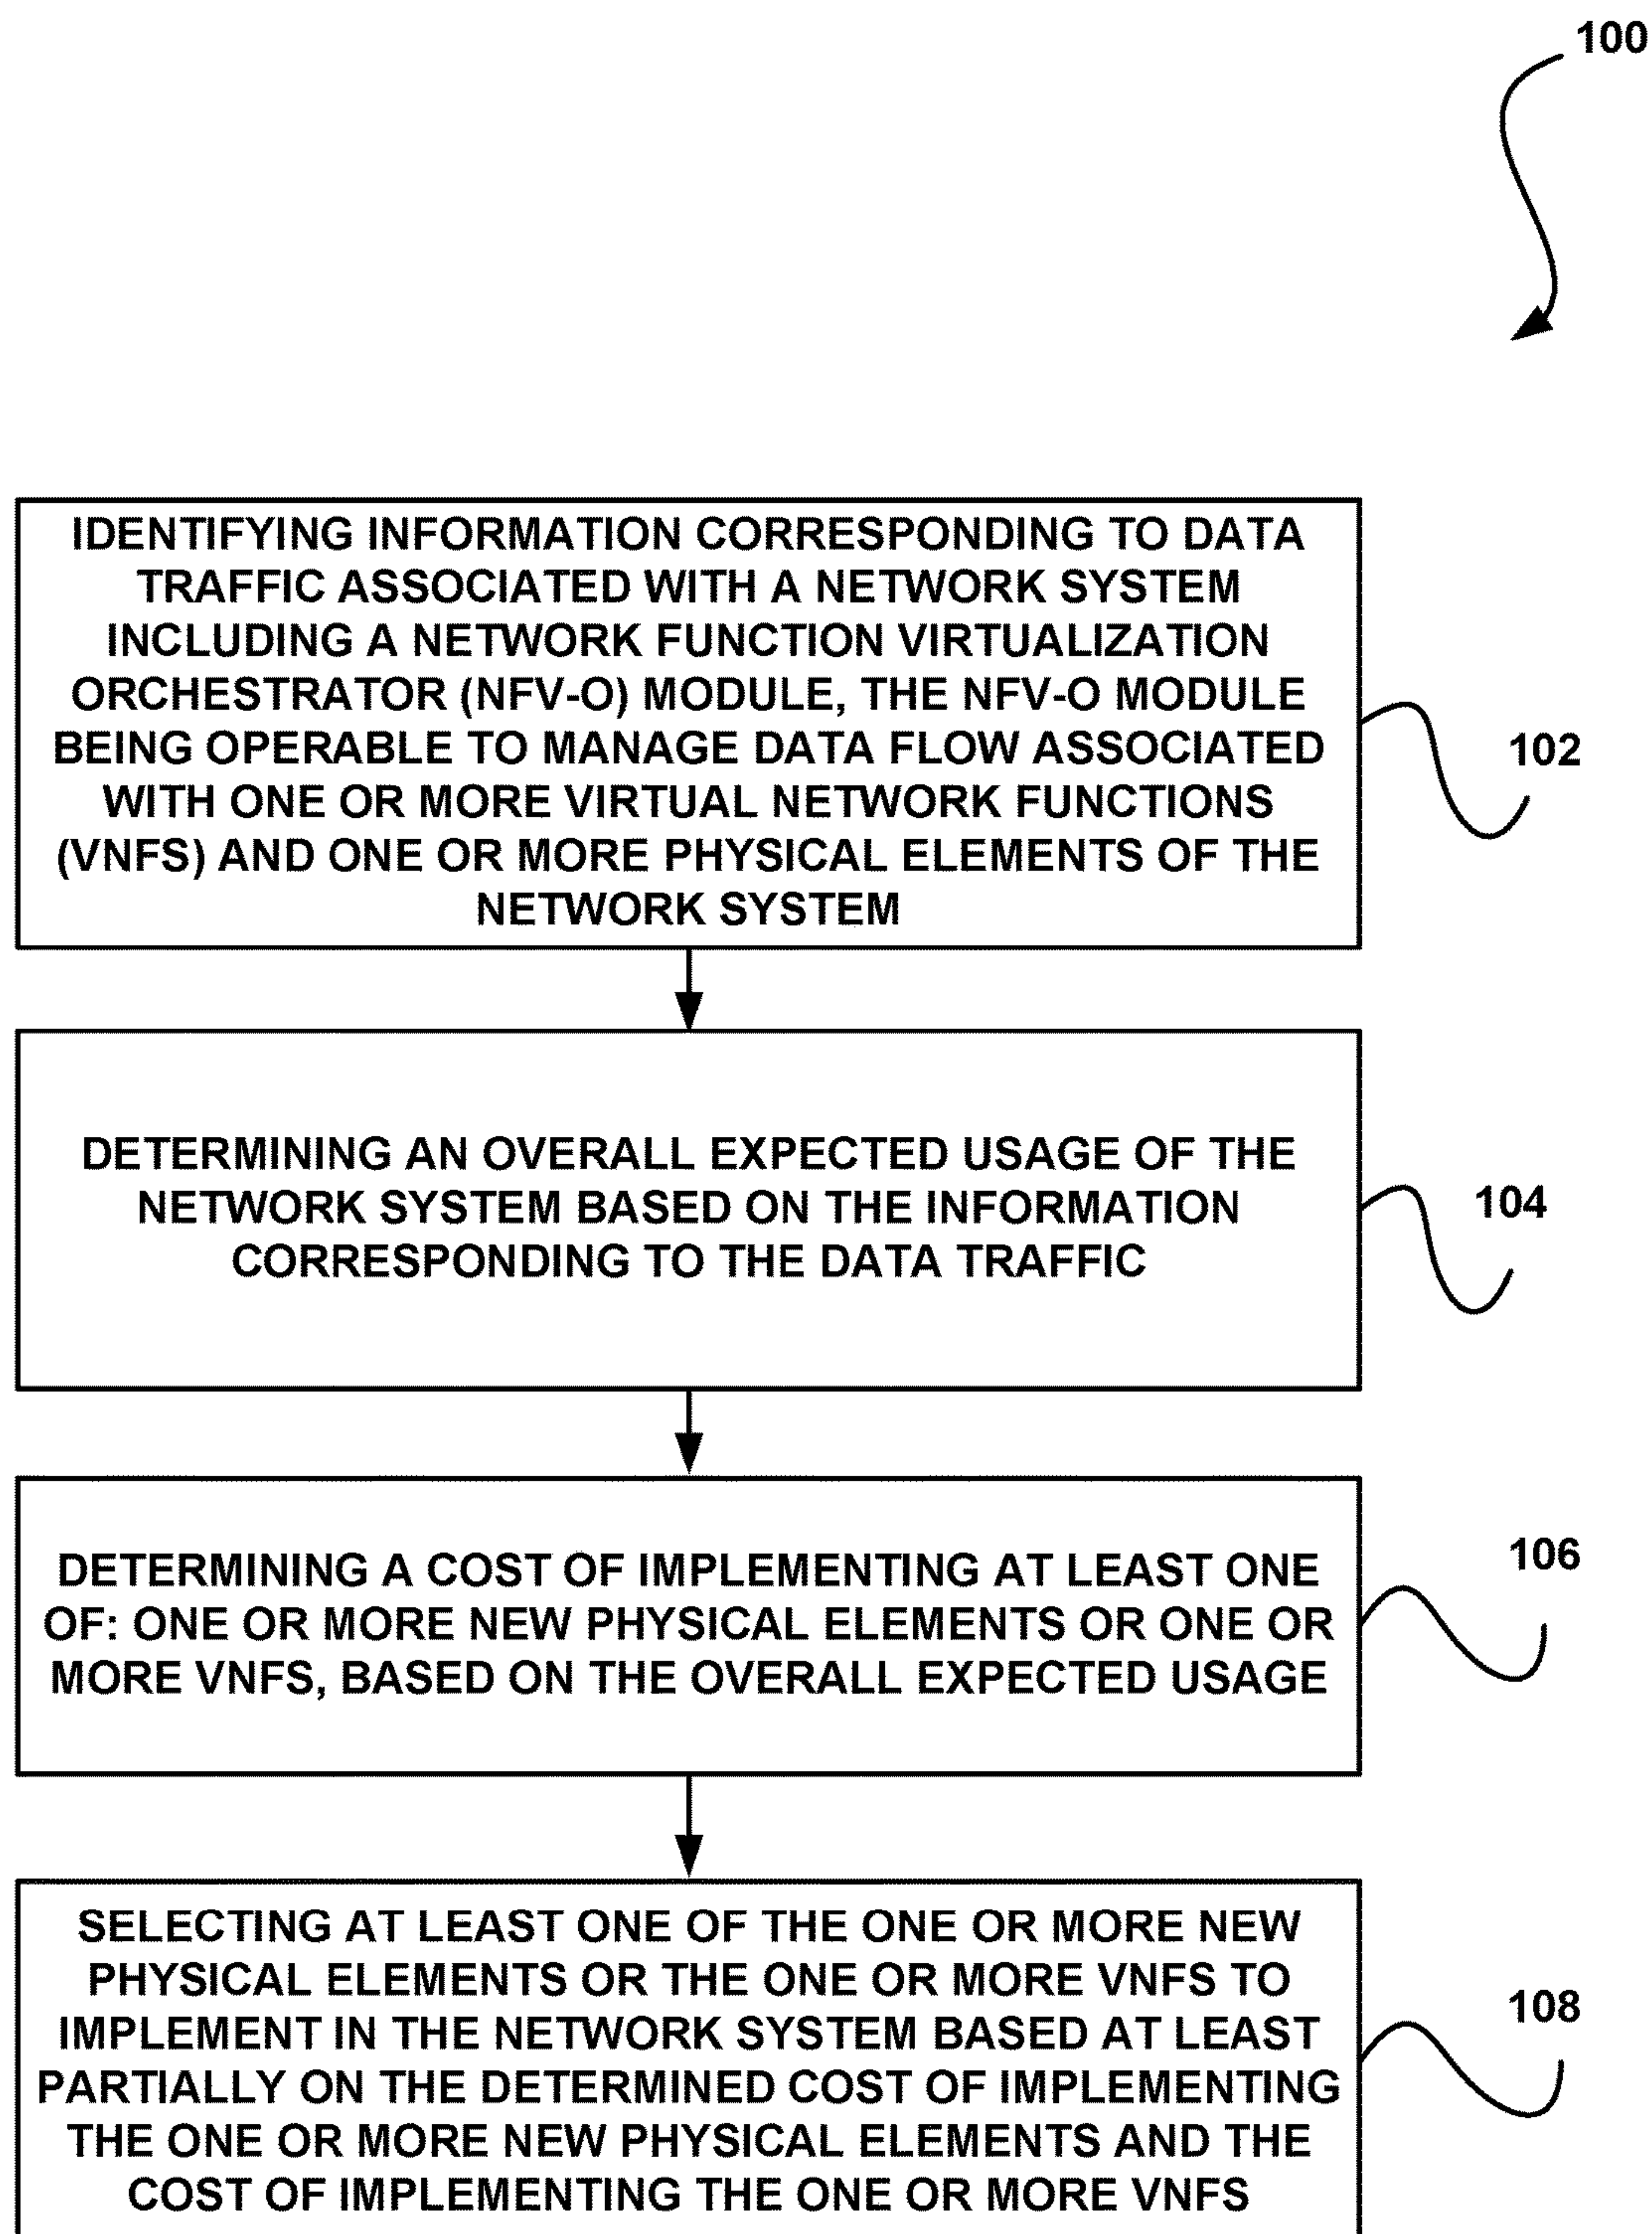 100
IDENTIFYING INFORMATION CORRESPONDING TO DATA
TRAFFIC ASSOCIATED WITH A NETWORK SYSTEM
INCLUDING A NETWORK FUNCTION VIRTUALIZATION
ORCHESTRATOR (NFV-O) MODULE, THE NFV-O MODULE
BEING OPERABLE TO MANAGE DATA FLOW ASSOCIATED
WITH ONE OR MORE VIRTUAL NETWORK FUNCTIONS
(VNFS) AND ONE OR MORE PHYSICAL ELEMENTS OF THE
NETWORK SYSTEM
102
DETERMINING AN OVERALL EXPECTED USAGE OF THE
NETWORK SYSTEM BASED ON THE INFORMATION
CORRESPONDING TO THE DATA TRAFFIC
104
DETERMINING A COST OF IMPLEMENTING AT LEAST ONE
OF: ONE OR MORE NEW PHYSICAL ELEMENTS OR ONE OR
MORE VNFS, BASED ON THE OVERALL EXPECTED USAGE
106
SELECTING AT LEAST ONE OF THE ONE OR MORE NEW
PHYSICAL ELEMENTS OR THE ONE OR MORE VNFS TO
IMPLEMENT IN THE NETWORK SYSTEM BASED AT LEAST
PARTIALLY ON THE DETERMINED COST OF IMPLEMENTING
THE ONE OR MORE NEW PHYSICAL ELEMENTS AND THE
COST OF IMPLEMENTING THE ONE OR MORE VNFS
108